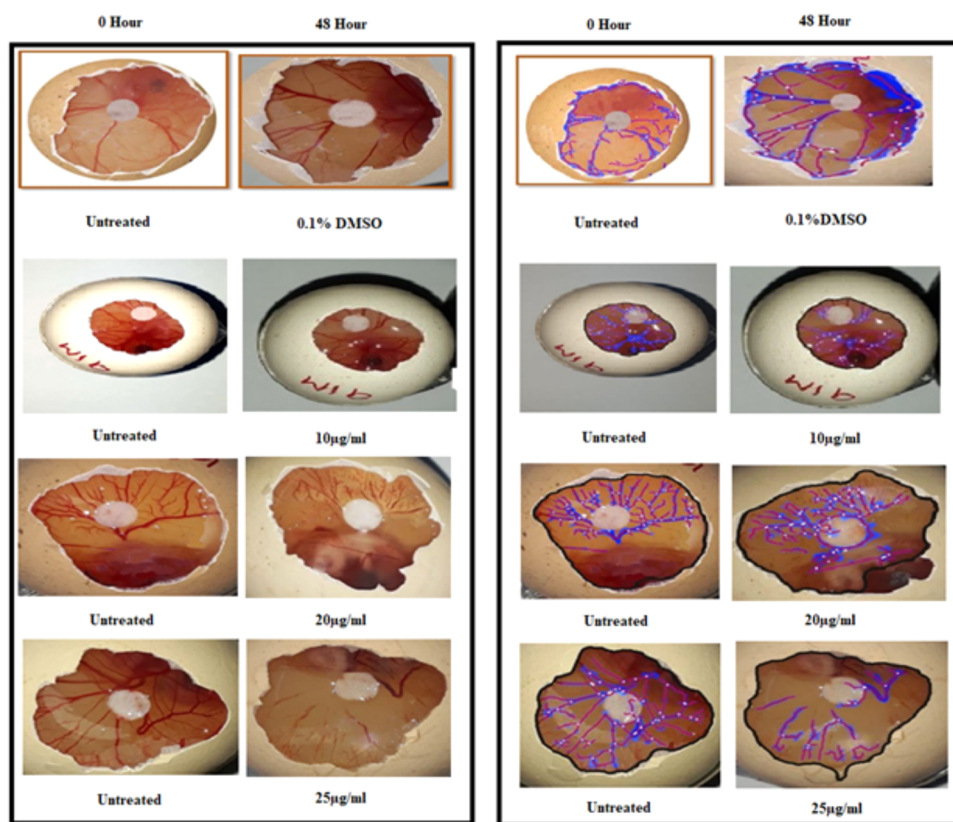 0 Hour
48 Hour
0 Hour
48 Hour
Untreated
0.1% DMSO
Untreated
0.1%DMSO
Untreated
10µg/ml
Untreated
10µg/ml
Untreated
20µg/ml
Untreated
20µg/ml
Untreated
25µg/ml
Untreated
25µg/ml